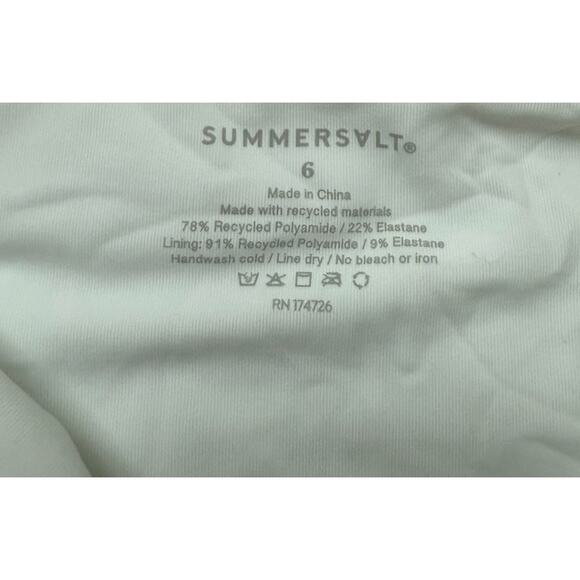 SUMMERSALT®
6
Made in China
Made with recycled materials
78% Recycled Polyamide / 22% Elastane
Lining: 91% Recycled Polyamide / 9% Elastane
Handwash cold / Line dry / No bleach or iron
RN 174726